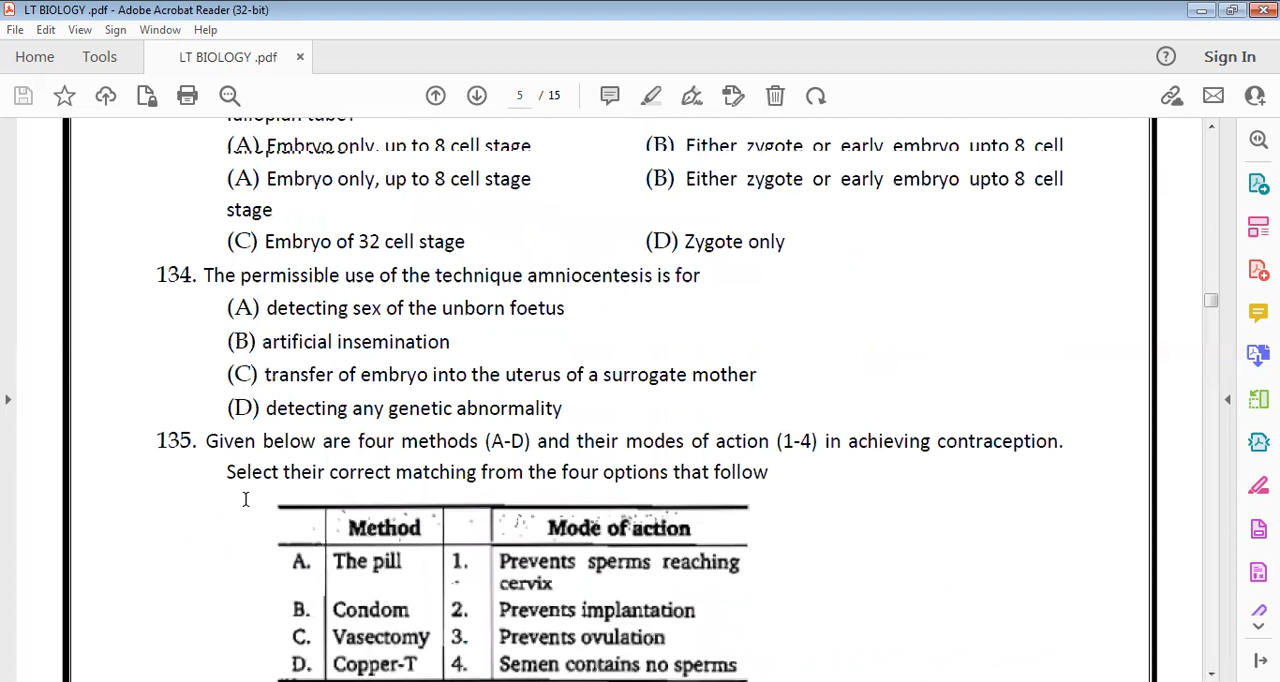 LT BIOLOGY .pdf - Adobe Acrobat Reader (32-bit)
File Edit View Sign Window Help
Home Tools LT BIOLOGY .pdf × ? Sign In
5 / 15
fallopian tube?
(A) Embryo only, up to 8 cell stage (B) Either zygote or early embryo upto 8 cell
(A) Embryo only, up to 8 cell stage (B) Either zygote or early embryo upto 8 cell
stage
(C) Embryo of 32 cell stage (D) Zygote only
134. The permissible use of the technique amniocentesis is for
(A) detecting sex of the unborn foetus
(B) artificial insemination
(C) transfer of embryo into the uterus of a surrogate mother
(D) detecting any genetic abnormality
135. Given below are four methods (A-D) and their modes of action (1-4) in achieving contraception.
Select their correct matching from the four options that follow
Method Mode of action
A. The pill 1. Prevents sperms reaching
cervix
B. Condom 2. Prevents implantation
C. Vasectomy 3. Prevents ovulation
D. Copper-T 4. Semen contains no sperms